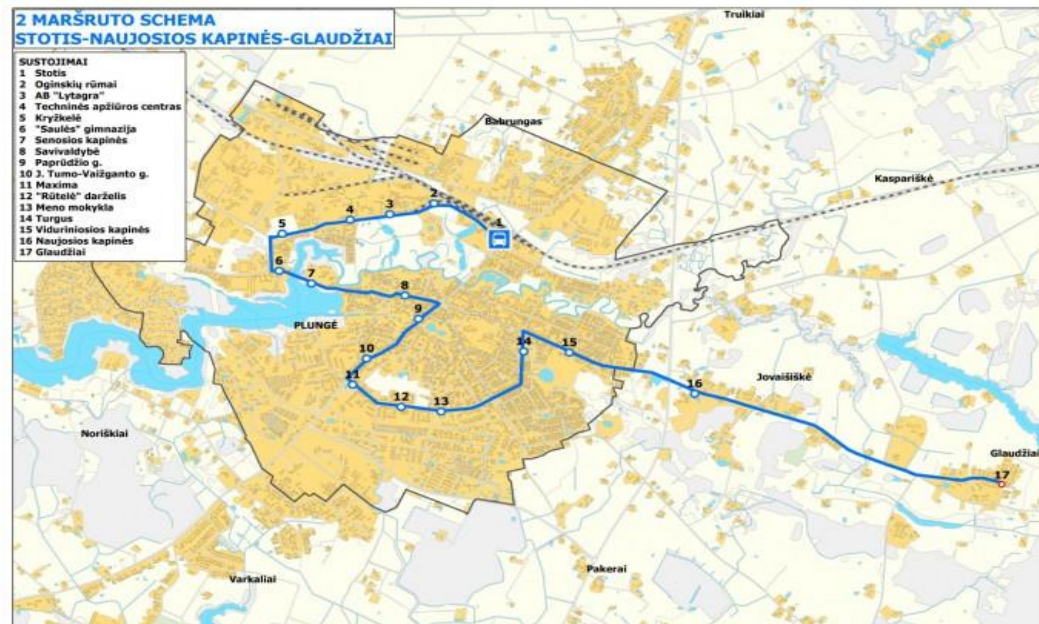 2 MARŠRUTO SCHEMA
STOTIS-NAUJOSIOS KAPINĖS-GLAUDŽIAI
SUSTOJIMAI
1 Stotis
2 Oginskių rūmai
3 AB "Lytagra"
4 Techninės apžiūros centras
5 Kryžkelė
6 "Saulės" gimnazija
7 Senosios kapinės
8 Savivaldybė
9 Paprūdžio g.
10 J. Tumo-Vaižganto g.
11 Maxima
12 "Rūtelė" darželis
13 Meno mokykla
14 Turgus
15 Viduriniosios kapinės
16 Naujosios kapinės
17 Glaudžiai
Truikiai
Babrungas
Kaspariškė
2
4
3
5
1
6
7
8
9
PLUNGĖ
14
15
10
Jovaišiškė
11
16
12
13
Noriškiai
Glaudžiai
17
Pakerai
Varkaliai